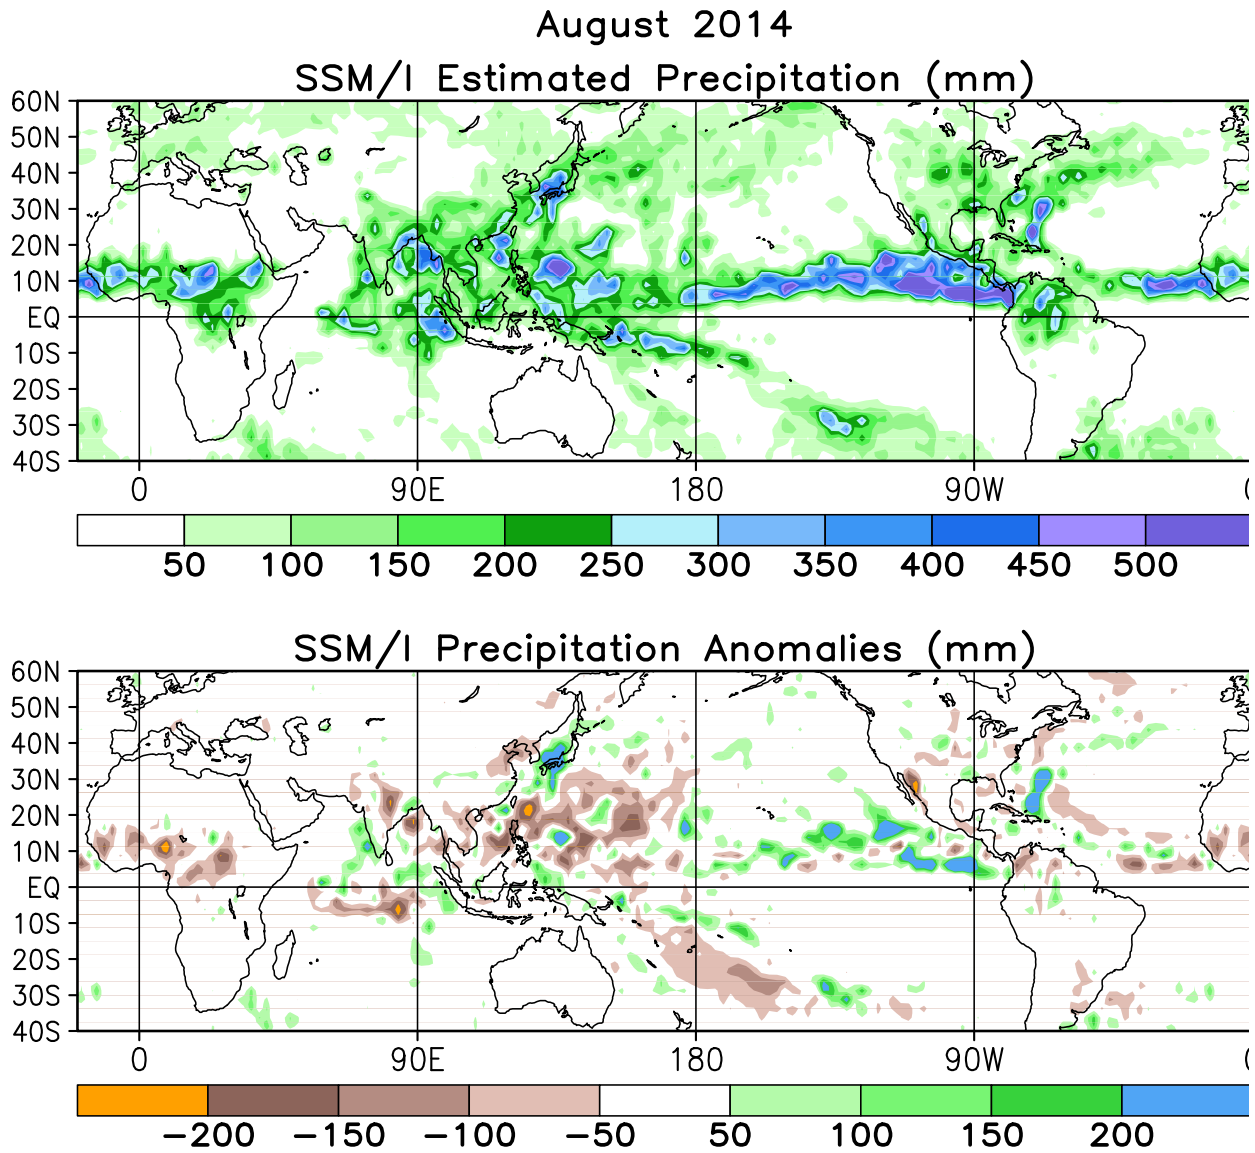 August 2014
SSM/I Estimated Precipitation (mm)
60N
50N
40N
30N
20N
10N
EQ
10S
20S
30S
40S
0 90E 180 90W 0
50 100 150 200 250 300 350 400 450 500
SSM/I Precipitation Anomalies (mm)
60N
50N
40N
30N
20N
10N
EQ
10S
20S
30S
40S
0 90E 180 90W 0
−200 −150 −100 −50 50 100 150 200